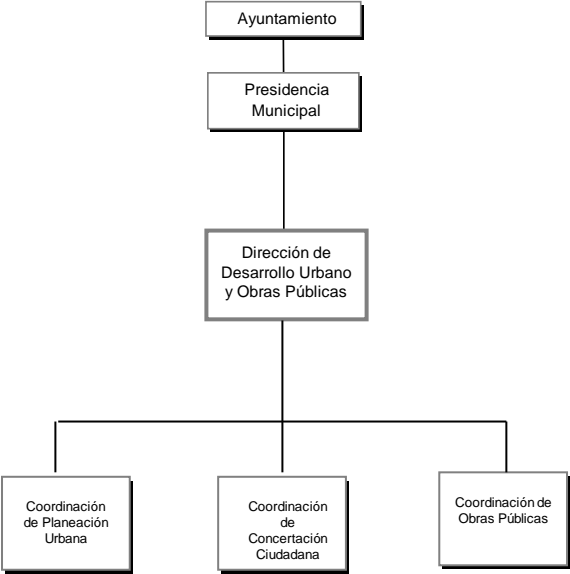 Ayuntamiento
Presidencia
Municipal
Dirección de
Desarrollo Urbano
y Obras Públicas
Coordinación
de Planeación
Urbana
Coordinación
de
Concertación
Ciudadana
Coordinación de
Obras Públicas